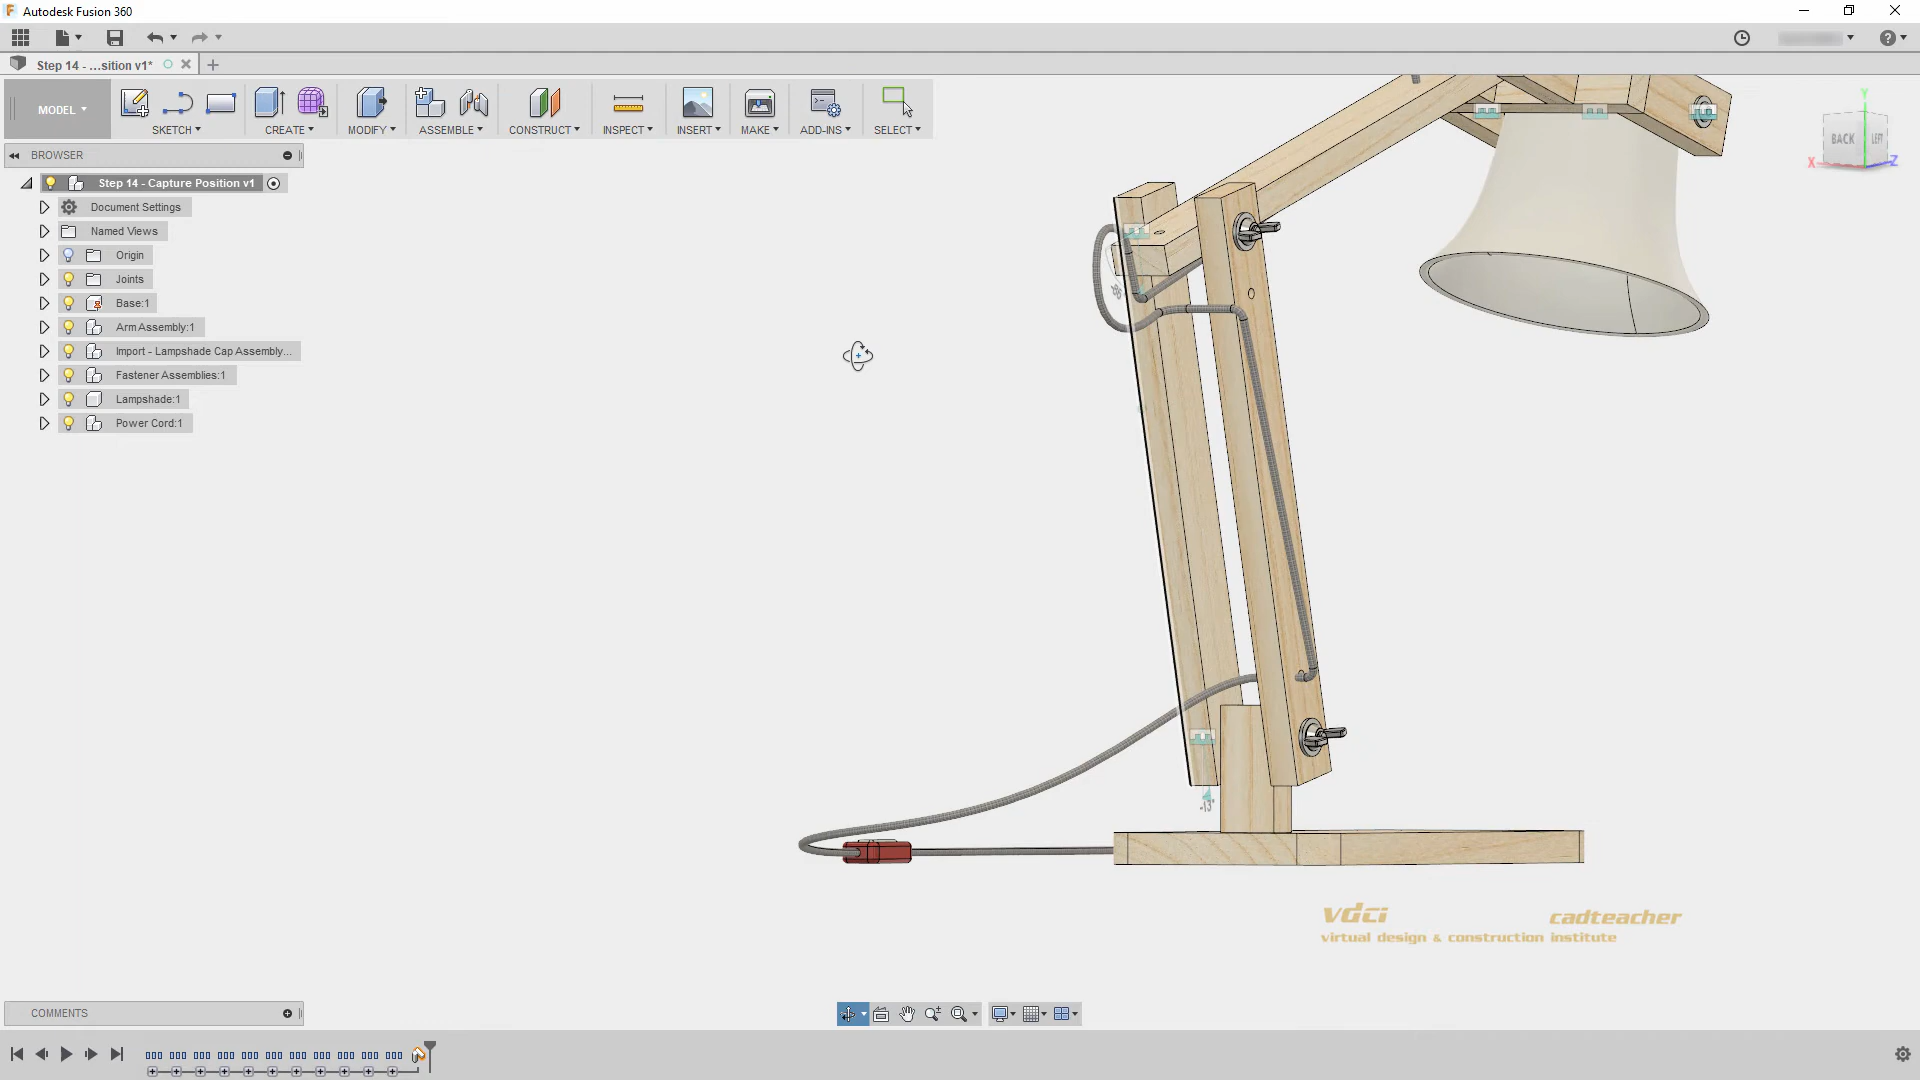 Autodesk Fusion 360
Step 14 - ...sition v1*
MODEL
SKETCH
CREATE
MODIFY
ASSEMBLE
CONSTRUCT
INSPECT
INSERT
MAKE
ADD-INS
SELECT
BROWSER
Step 14 - Capture Position v1
Document Settings
Named Views
Origin
Joints
Base:1
Arm Assembly:1
Import - Lampshade Cap Assembly...
Fastener Assemblies:1
Lampshade:1
Power Cord:1
Y
BACK
LEFT
X
Z
-13°
vdci
cadteacher
virtual design & construction institute
COMMENTS